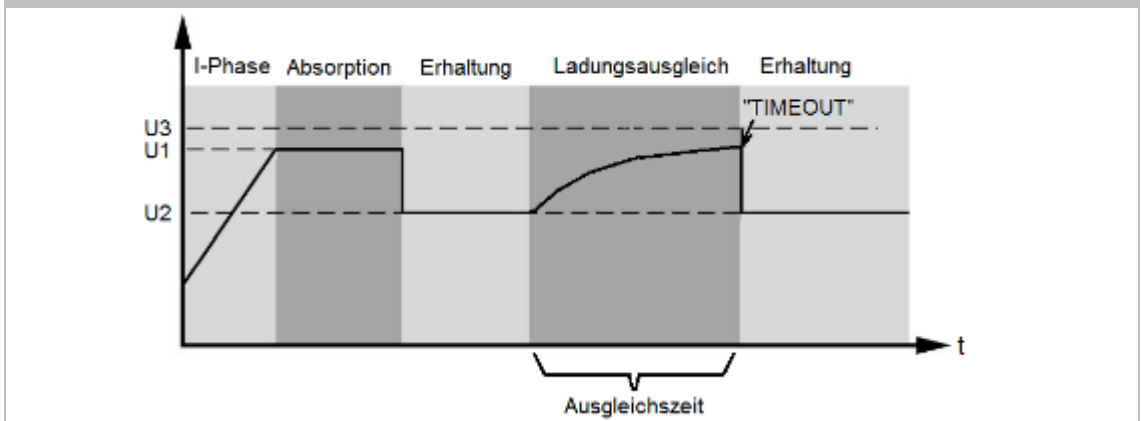 I-Phase Absorption Erhaltung Ladungsausgleich Erhaltung
"TIMEOUT"
U3
U1
U2
t
Ausgleichszeit